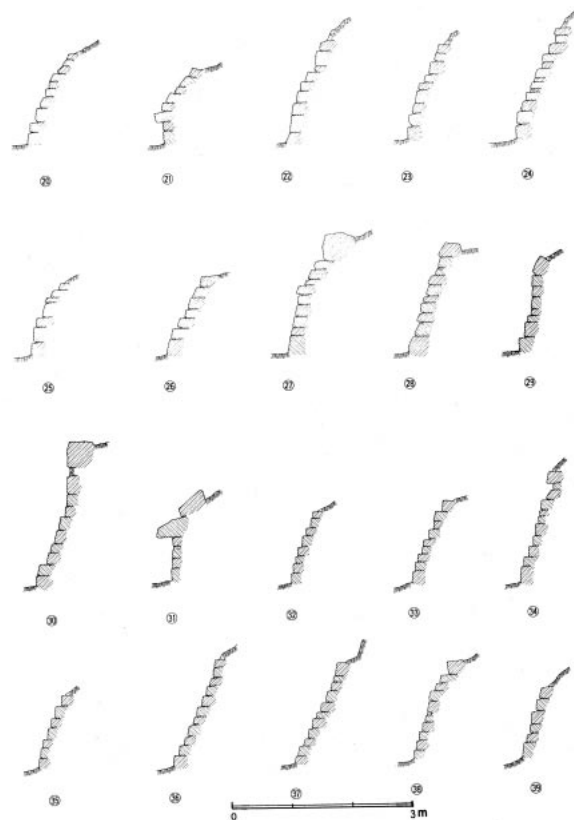 ⑳ ㉑ ㉒ ㉓ ㉔
㉕ ㉖ ㉗ ㉘ ㉙
㉚ ㉛ ㉜ ㉝ ㉞
㉟ ㊱ ㊲ ㊳ ㊴
0 3 m